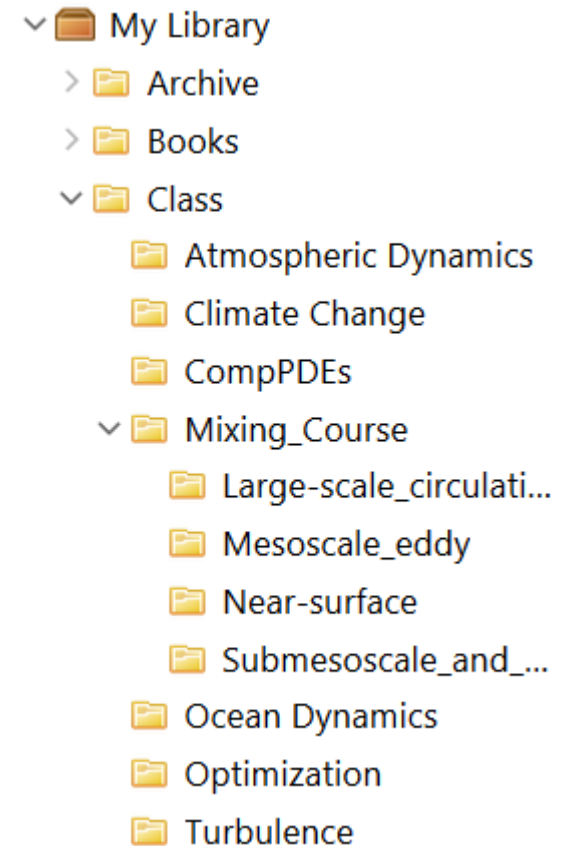 My Library
Archive
Books
Class
Atmospheric Dynamics
Climate Change
CompPDEs
Mixing_Course
Large-scale_circulati...
Mesoscale_eddy
Near-surface
Submesoscale_and_...
Ocean Dynamics
Optimization
Turbulence